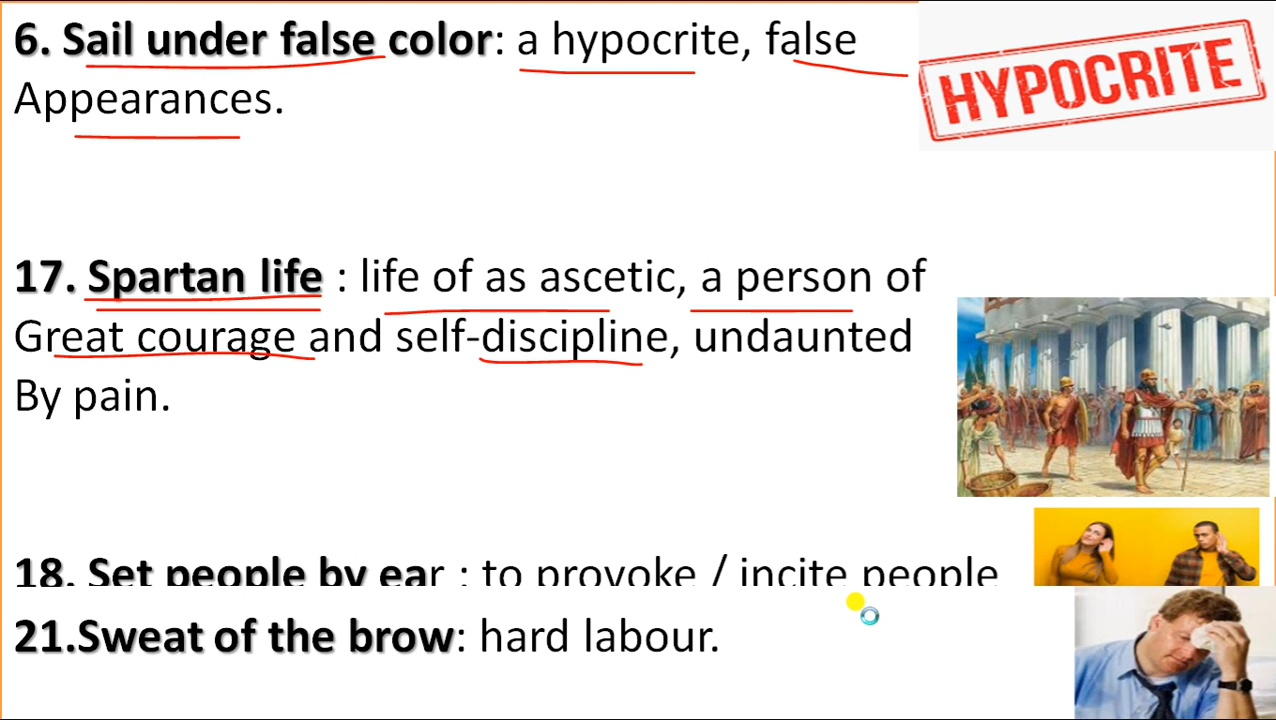 6. Sail under false color: a hypocrite, false
Appearances.
HYPOCRITE
17. Spartan life : life of as ascetic, a person of
Great courage and self-discipline, undaunted
By pain.
18. Set people by ear : to provoke / incite people
21.Sweat of the brow: hard labour.